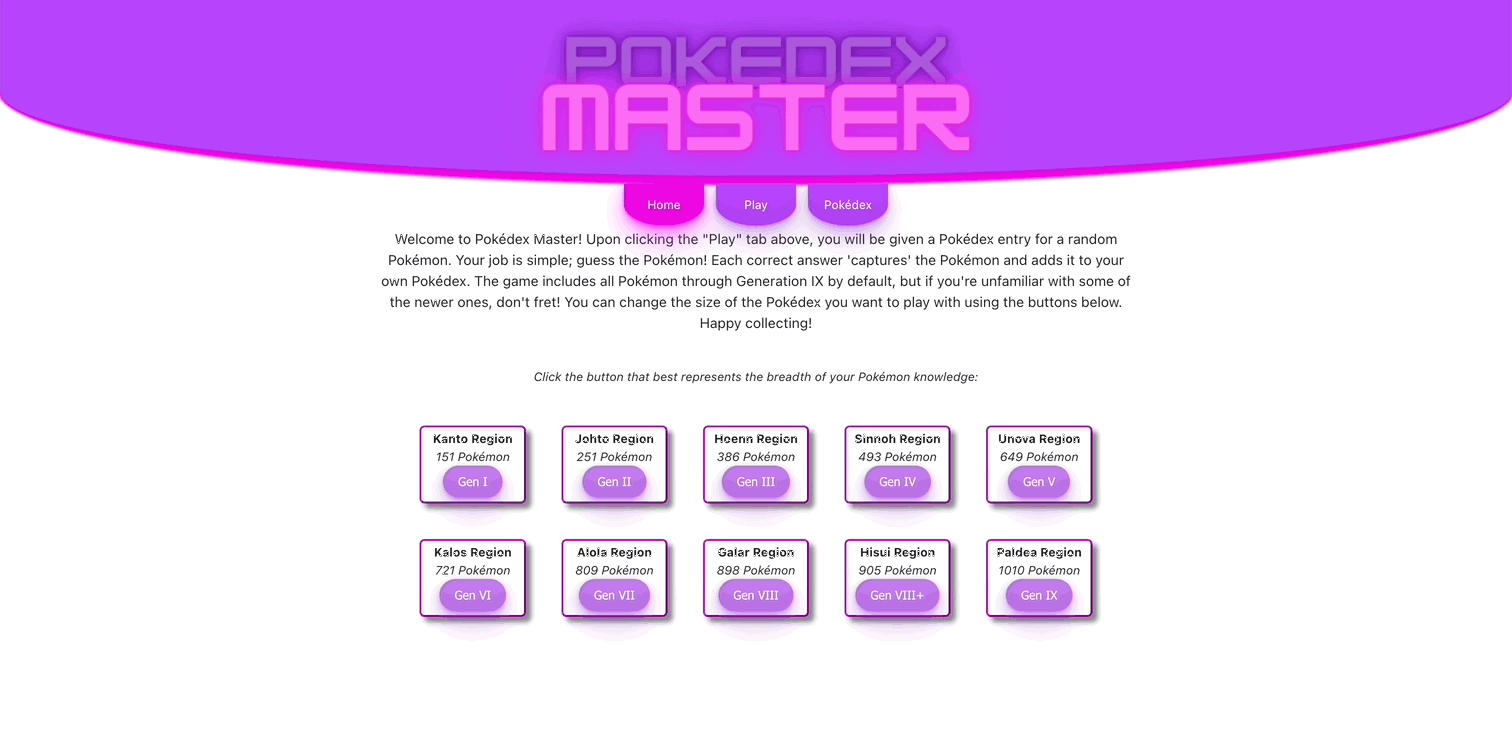 POKEDEX
MASTER
Home Play Pokédex
Welcome to Pokédex Master! Upon clicking the "Play" tab above, you will be given a Pokédex entry for a random
Pokémon. Your job is simple; guess the Pokémon! Each correct answer 'captures' the Pokémon and adds it to your
own Pokédex. The game includes all Pokémon through Generation IX by default, but if you're unfamiliar with some of
the newer ones, don't fret! You can change the size of the Pokédex you want to play with using the buttons below.
Happy collecting!
Click the button that best represents the breadth of your Pokémon knowledge:
Kanto Region
151 Pokémon
Gen I
Johto Region
251 Pokémon
Gen II
Hoenn Region
386 Pokémon
Gen III
Sinnoh Region
493 Pokémon
Gen IV
Unova Region
649 Pokémon
Gen V
Kalos Region
721 Pokémon
Gen VI
Alola Region
809 Pokémon
Gen VII
Galar Region
898 Pokémon
Gen VIII
Hisui Region
905 Pokémon
Gen VIII+
Paldea Region
1010 Pokémon
Gen IX